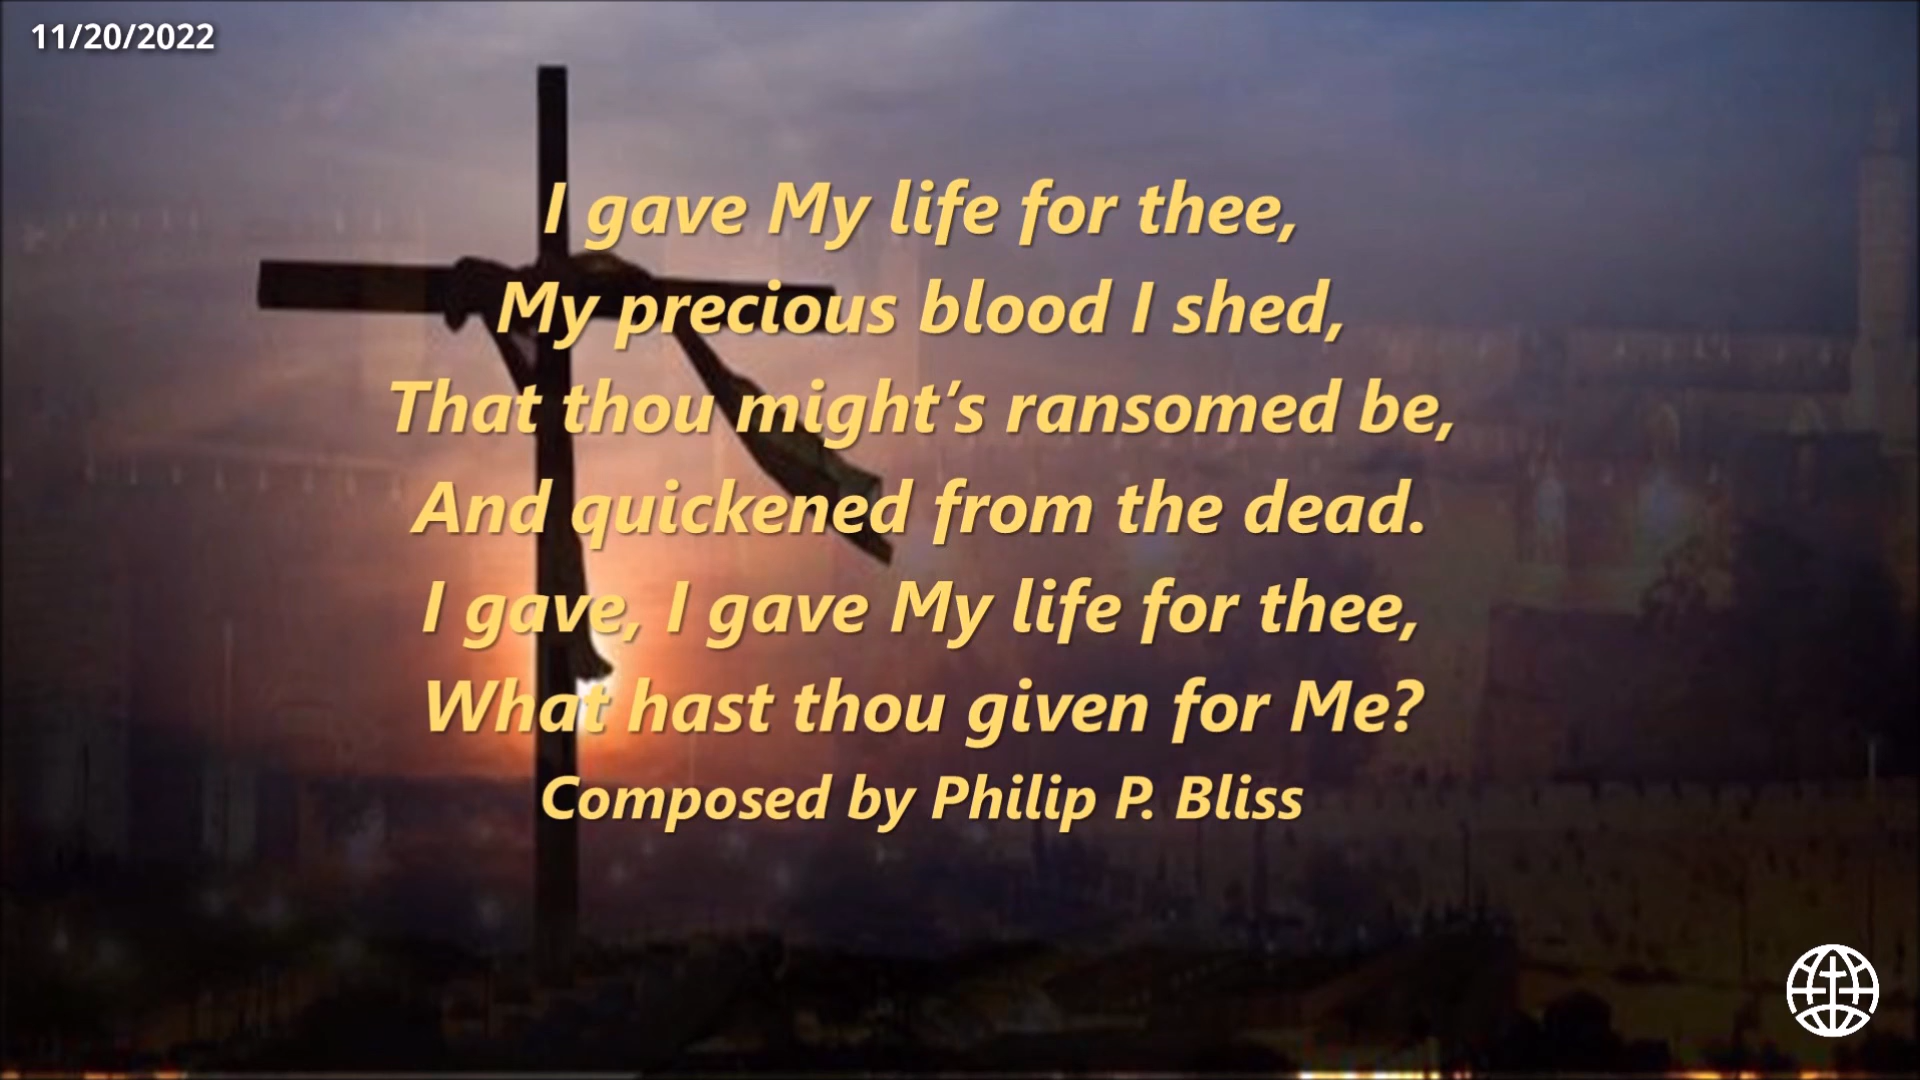 11/20/2022
I gave My life for thee,
My precious blood I shed,
That thou might’s ransomed be,
And quickened from the dead.
I gave, I gave My life for thee,
What hast thou given for Me?
Composed by Philip P. Bliss